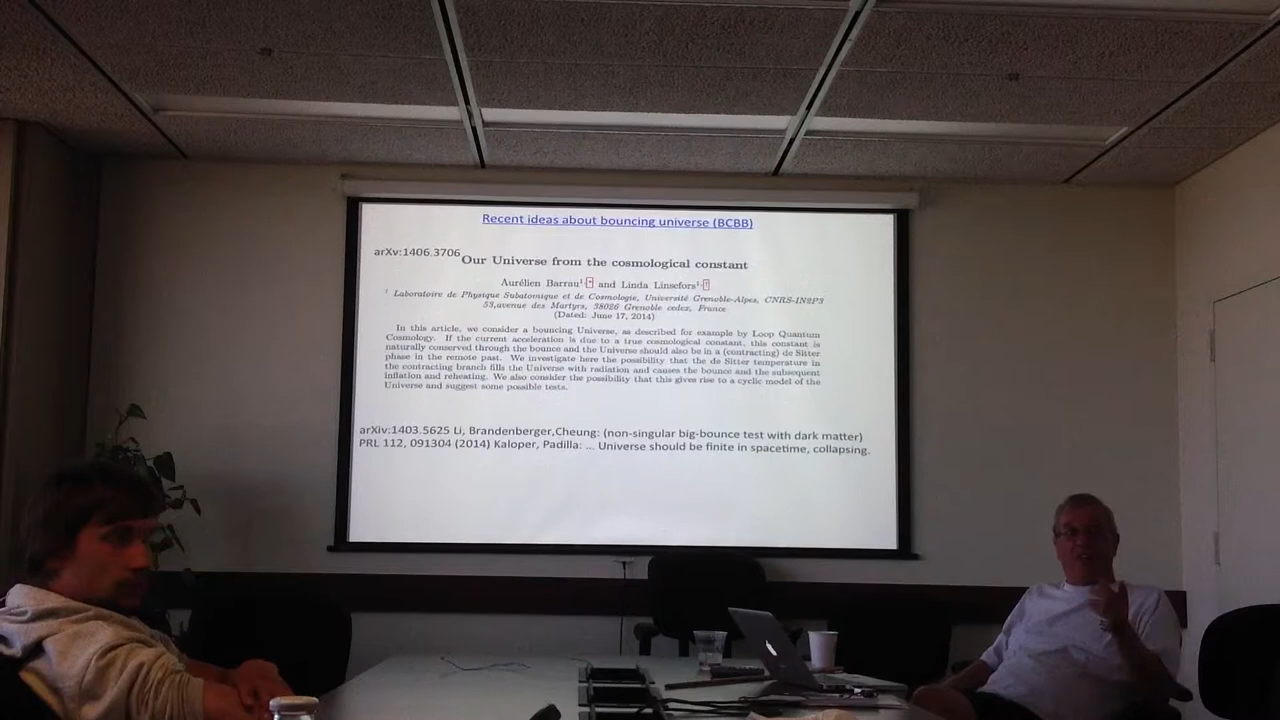 Recent ideas about bouncing universe (BCBB)
arXv:1406.3706
Our Universe from the cosmological constant
Aurélien Barrau¹,* and Linda Linsefors¹,†
¹ Laboratoire de Physique Subatomique et de Cosmologie, Université Grenoble-Alpes, CNRS-IN2P3
53,avenue des Martyrs, 38026 Grenoble cedex, France
(Dated: June 17, 2014)
In this article, we consider a bouncing Universe, as described for example by Loop Quantum
Cosmology. If the current acceleration is due to a true cosmological constant, this constant is
naturally conserved through the bounce and the Universe should also be in a (contracting) de Sitter
phase in the remote past. We investigate here the possibility that the de Sitter temperature in
the contracting branch fills the Universe with radiation and causes the bounce and the subsequent
inflation and reheating. We also consider the possibility that this gives rise to a cyclic model of the
Universe and suggest some possible tests.
arXiv:1403.5625 Li, Brandenberger,Cheung: (non-singular big-bounce test with dark matter)
PRL 112, 091304 (2014) Kaloper, Padilla: ... Universe should be finite in spacetime, collapsing.